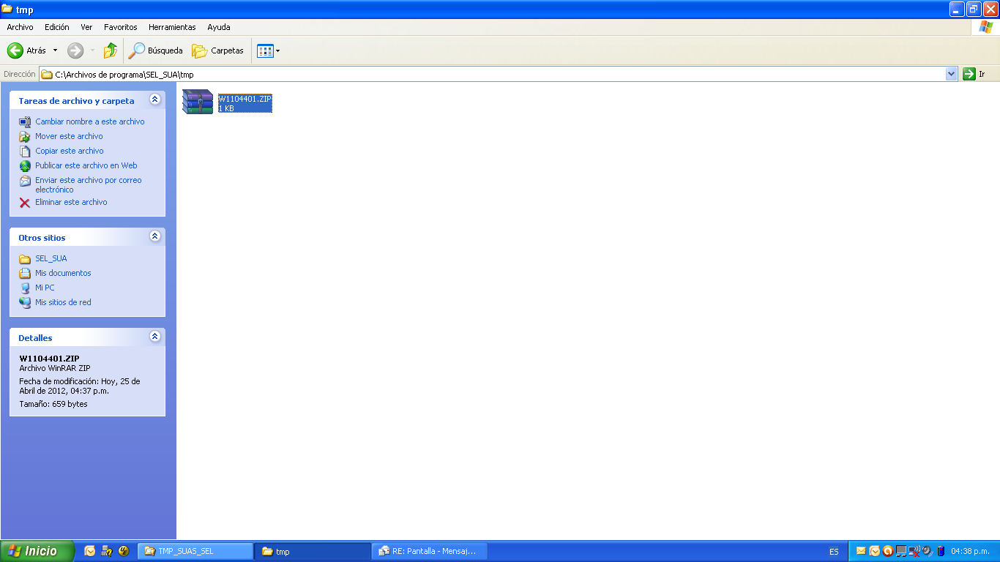 tmp
Archivo Edición Ver Favoritos Herramientas Ayuda
Atrás Búsqueda Carpetas
Dirección C:\Archivos de programa\SEL_SUA\tmp Ir
Tareas de archivo y carpeta
Cambiar nombre a este archivo
Mover este archivo
Copiar este archivo
Publicar este archivo en Web
Enviar este archivo por correo
electrónico
Eliminar este archivo
Otros sitios
SEL_SUA
Mis documentos
Mi PC
Mis sitios de red
Detalles
W1104401.ZIP
Archivo WinRAR ZIP
Fecha de modificación: Hoy, 25 de
Abril de 2012, 04:37 p.m.
Tamaño: 659 bytes
W1104401.ZIP
1 KB
Inicio TMP_SUAS_SEL tmp RE: Pantalla - Mensaj... ES 04:38 p.m.